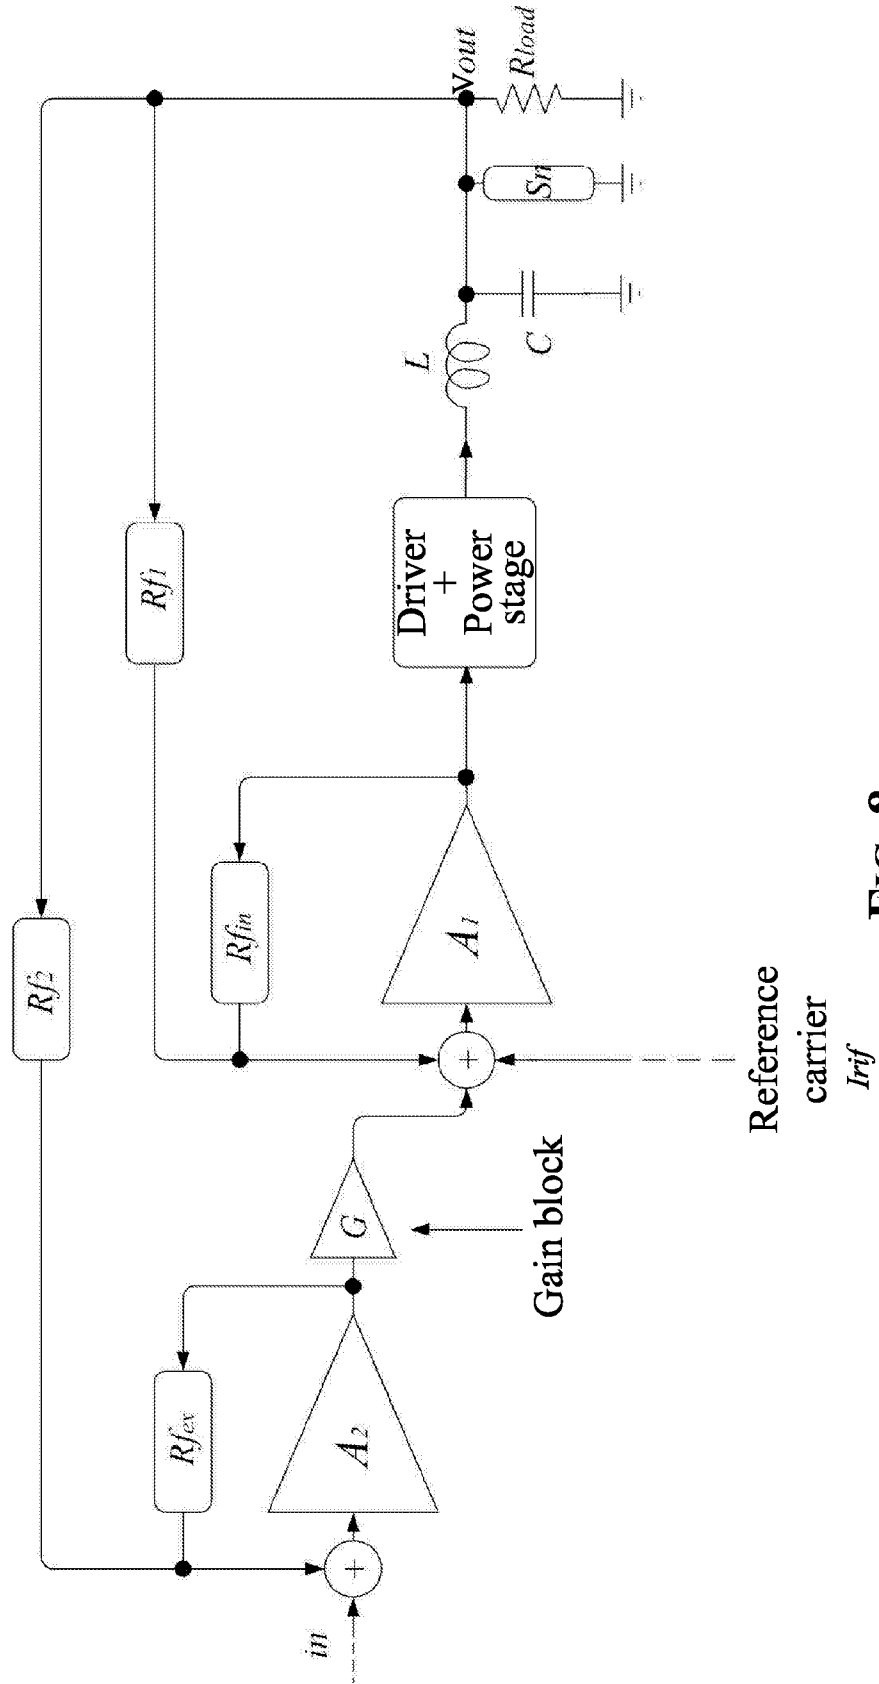 Rf2
Rf1
Vout
Rload
Rfin
Rfex
L
Sn
C
Driver
+
Power
stage
in
+
A2
G
+
A1
Gain block
Reference
carrier
Irif
FIG. 8